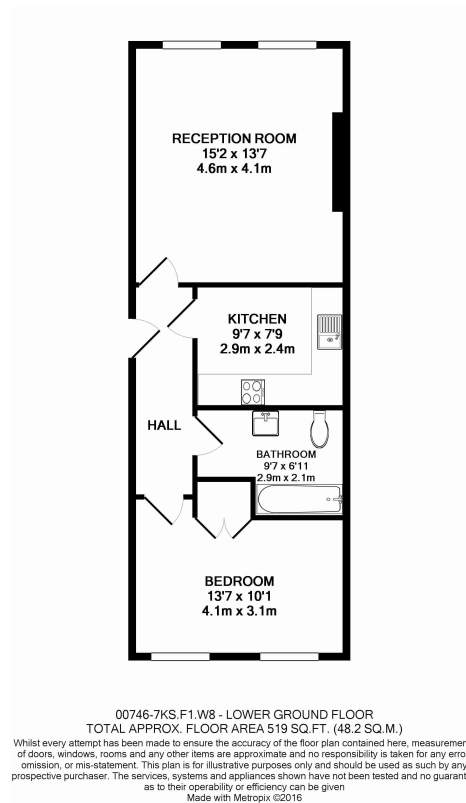 RECEPTION ROOM
15'2 x 13'7
4.6m x 4.1m
KITCHEN
9'7 x 7'9
2.9m x 2.4m
HALL
BATHROOM
9'7 x 6'11
2.9m x 2.1m
BEDROOM
13'7 x 10'1
4.1m x 3.1m
00746-7KS.F1.W8 - LOWER GROUND FLOOR
TOTAL APPROX. FLOOR AREA 519 SQ.FT. (48.2 SQ.M.)
Whilst every attempt has been made to ensure the accuracy of the floor plan contained here, measuremen
of doors, windows, rooms and any other items are approximate and no responsibility is taken for any erro
omission, or mis-statement. This plan is for illustrative purposes only and should be used as such by any
prospective purchaser. The services, systems and appliances shown have not been tested and no guarant
as to their operability or efficiency can be given
Made with Metropix ©2016